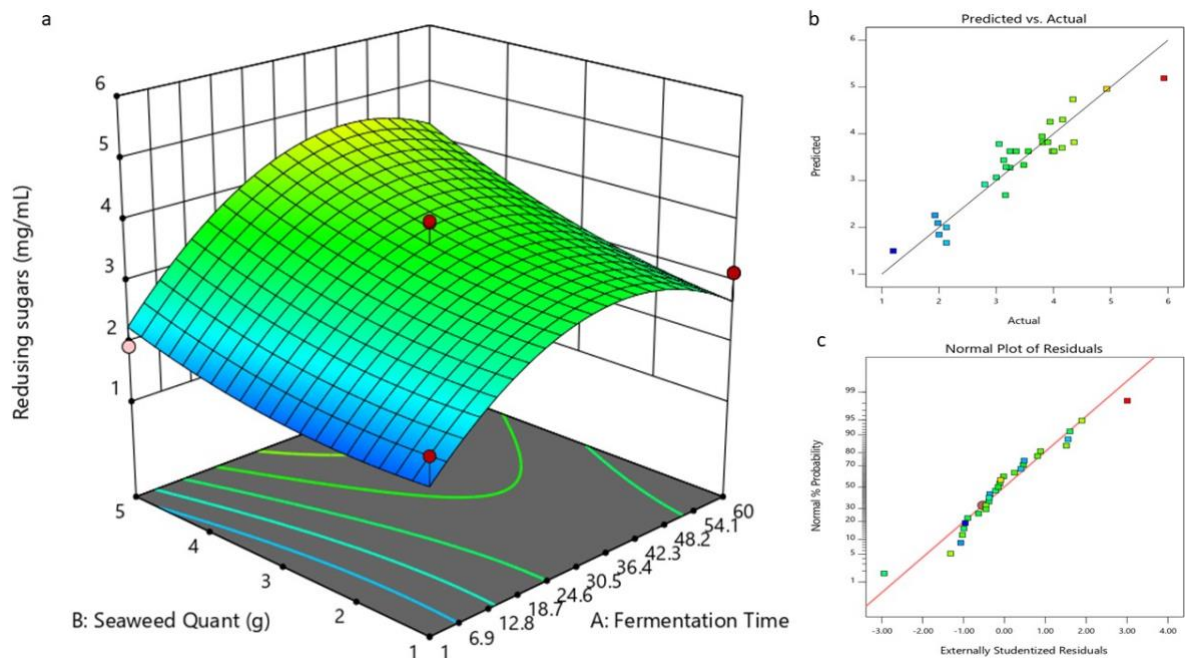 a
Redusing sugars (mg/mL)
6
5
4
3
2
1
5
4
3
2
1
B: Seaweed Quant (g)
1
6.9
12.8
18.7
24.6
30.5
36.4
42.3
48.2
54.1
60
A: Fermentation Time
b
Predicted vs. Actual
Predicted
6
5
4
3
2
1
1 2 3 4 5 6
Actual
c
Normal Plot of Residuals
Normal % Probability
99
95
90
80
70
50
30
20
10
5
1
-3.00 -2.00 -1.00 0.00 1.00 2.00 3.00 4.00
Externally Studentized Residuals